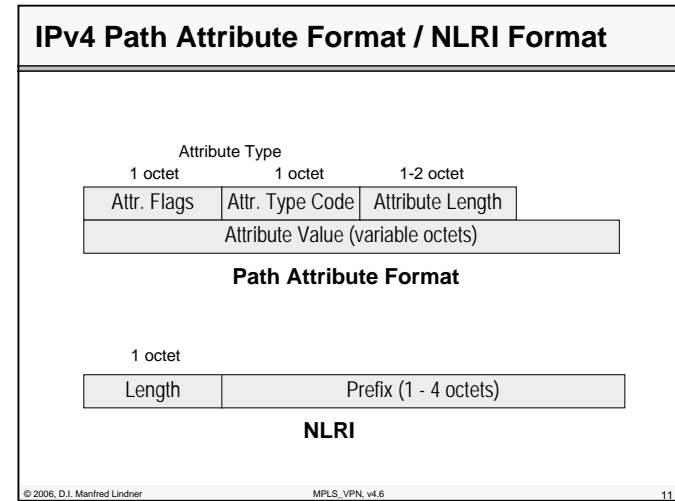 IPv4 Path Attribute Format / NLRI Format
Attribute Type
1 octet 1 octet 1-2 octet
Attr. Flags Attr. Type Code Attribute Length
Attribute Value (variable octets)
Path Attribute Format
1 octet
Length Prefix (1 - 4 octets)
NLRI
© 2006, D.I. Manfred Lindner MPLS_VPN, v4.6 11